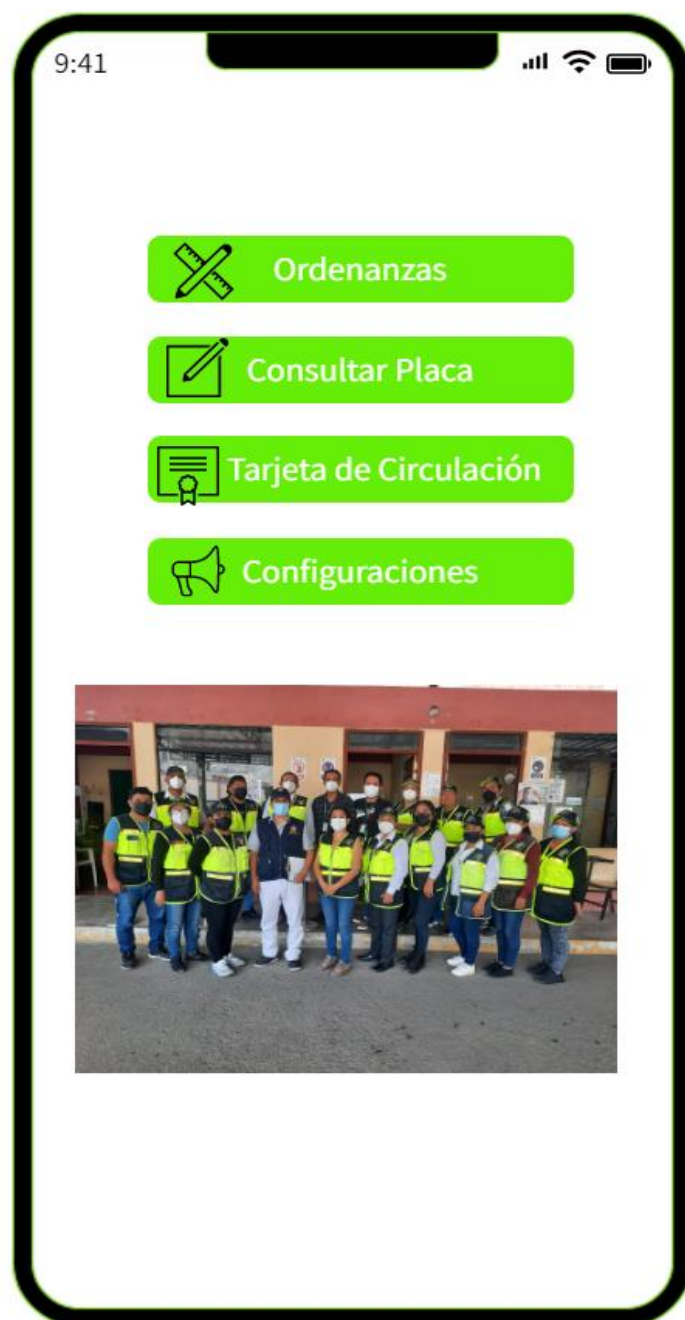 9:41
Ordenanzas
Consultar Placa
Tarjeta de Circulación
Configuraciones